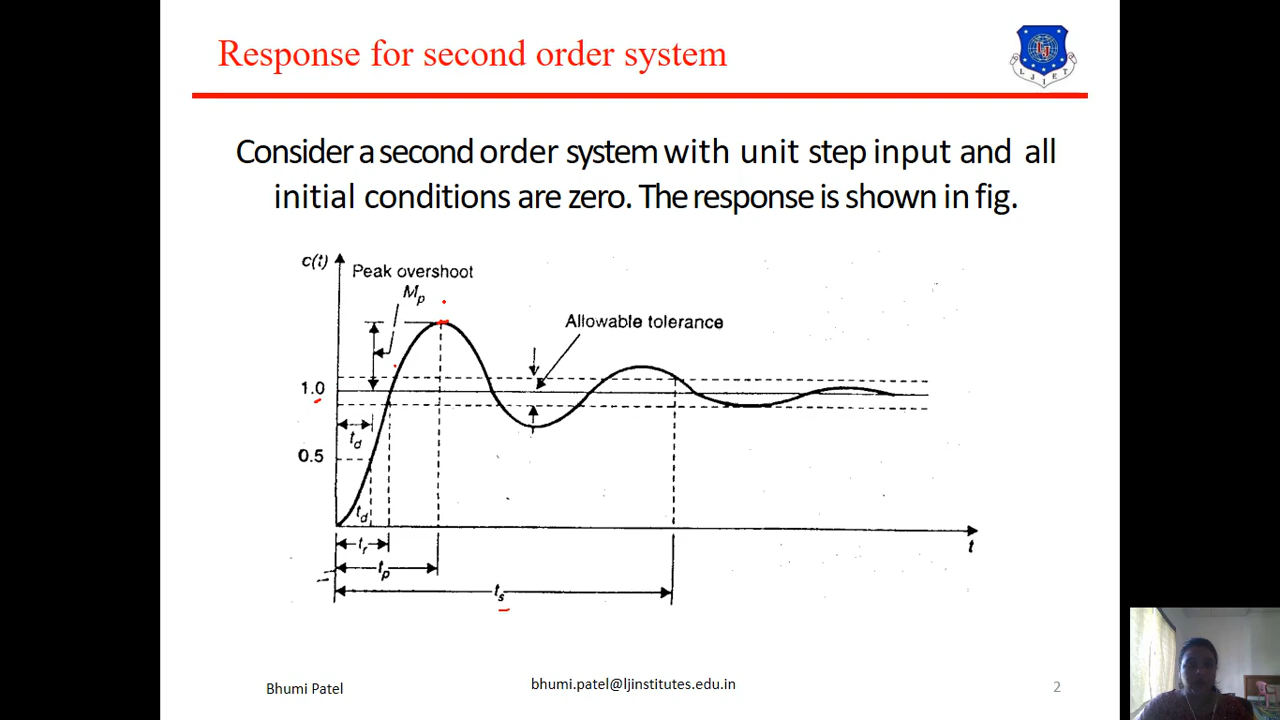 Response for second order system
L J I E T
Consider a second order system with unit step input and all
initial conditions are zero. The response is shown in fig.
c(t)
Peak overshoot
Mp
Allowable tolerance
1.0
td
0.5
td
tr
t
tp
ts
Bhumi Patel
bhumi.patel@ljinstitutes.edu.in
2